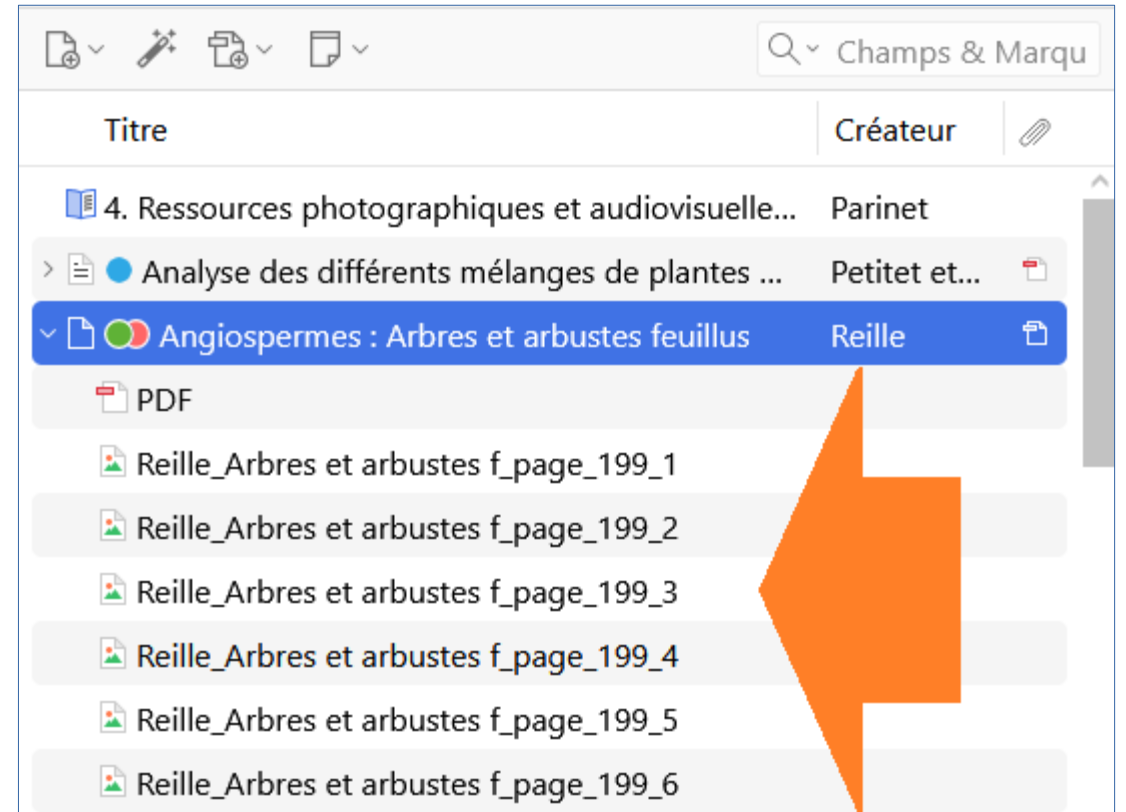 Champs & Marqu
Titre Créateur
4. Ressources photographiques et audiovisuelle... Parinet
Analyse des différents mélanges de plantes ... Petitet et...
Angiospermes : Arbres et arbustes feuillus Reille
PDF
Reille_Arbres et arbustes f_page_199_1
Reille_Arbres et arbustes f_page_199_2
Reille_Arbres et arbustes f_page_199_3
Reille_Arbres et arbustes f_page_199_4
Reille_Arbres et arbustes f_page_199_5
Reille_Arbres et arbustes f_page_199_6